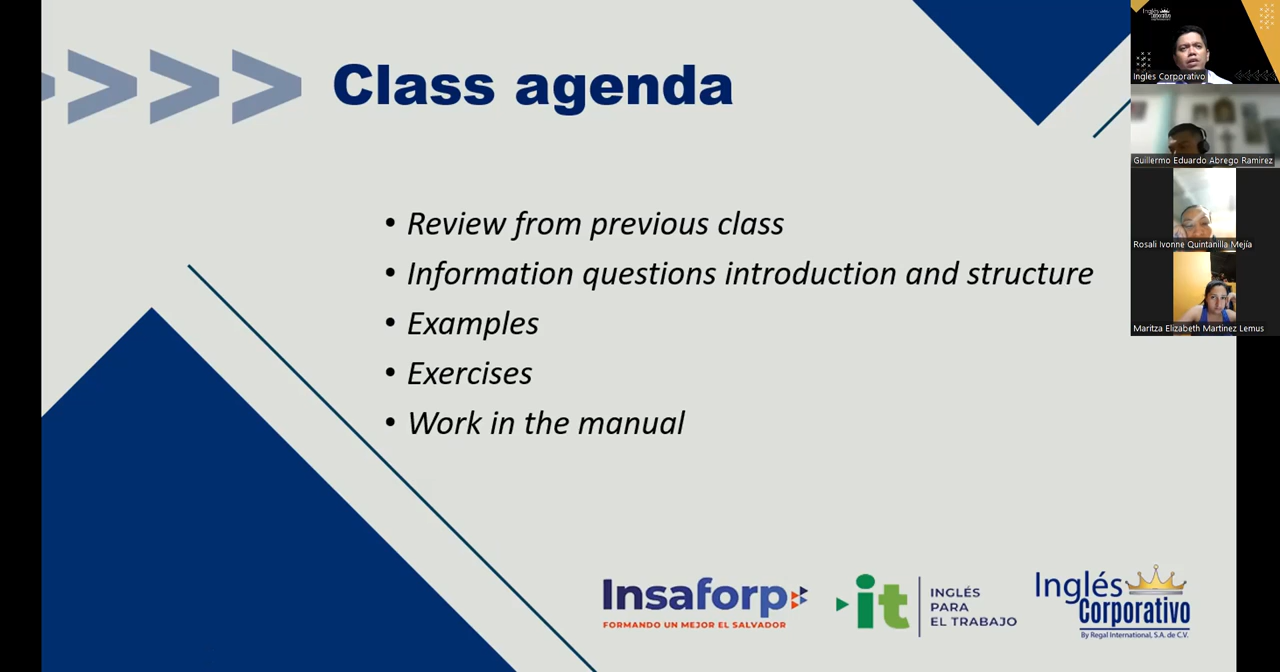 Class agenda
• Review from previous class
• Information questions introduction and structure
• Examples
• Exercises
• Work in the manual
Insaforp
FORMANDO UN MEJOR EL SALVADOR
it
INGLÉS
PARA
EL TRABAJO
Inglés
Corporativo
By Regal International, S.A. de C.V.
Inglés
Corporativo
Ingles Corporativo
Guillermo Eduardo Abrego Ramirez
Rosali Ivonne Quintanilla Mejía
Maritza Elizabeth Martinez Lemus